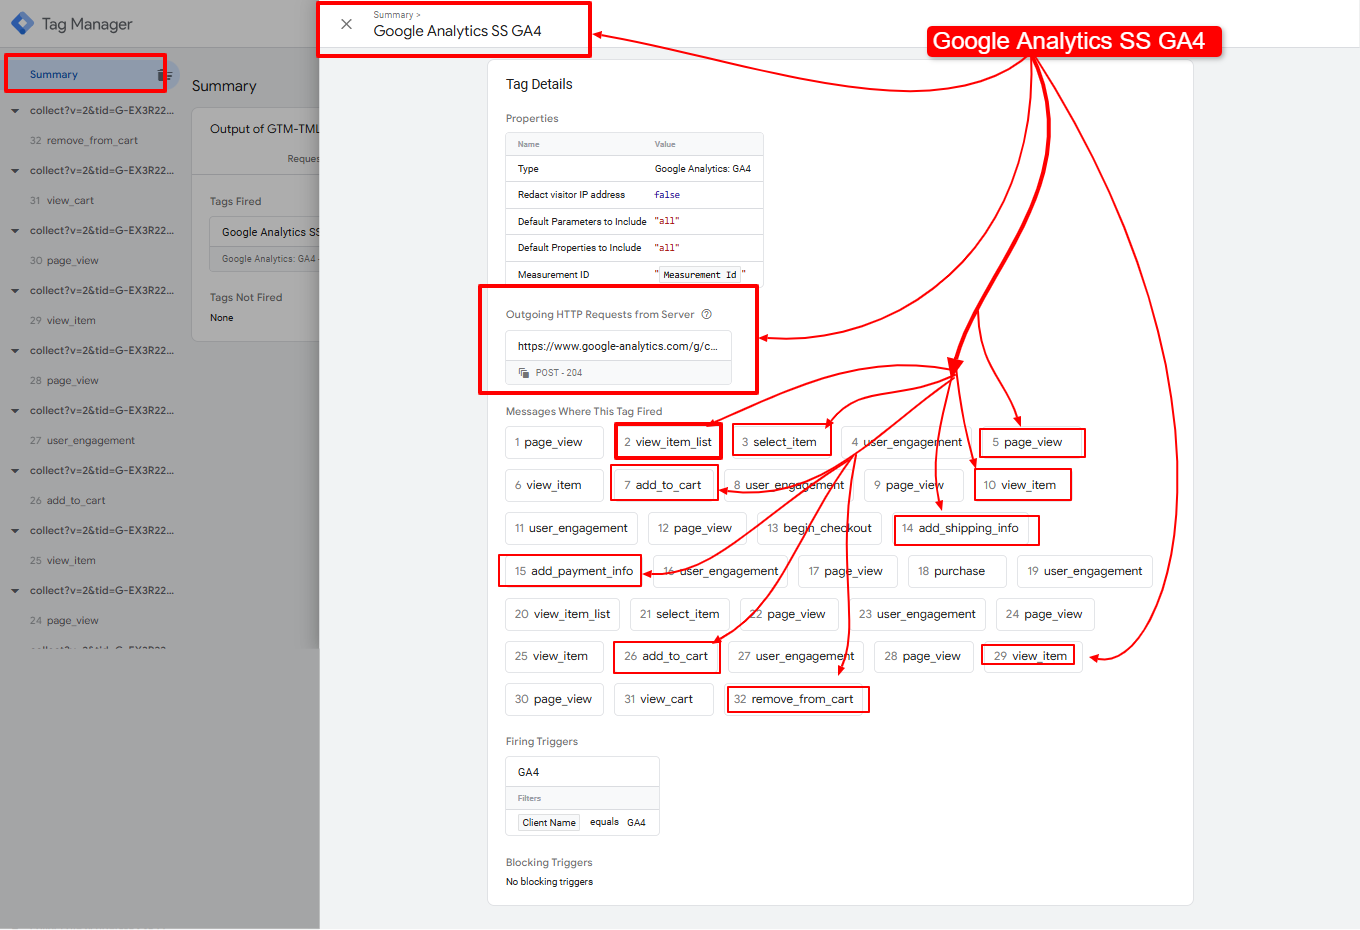 Tag Manager
Summary
collect?v=2&tid=G-EX3R22...
32 remove_from_cart
collect?v=2&tid=G-EX3R22...
31 view_cart
collect?v=2&tid=G-EX3R22...
30 page_view
collect?v=2&tid=G-EX3R22...
29 view_item
collect?v=2&tid=G-EX3R22...
28 page_view
collect?v=2&tid=G-EX3R22...
27 user_engagement
collect?v=2&tid=G-EX3R22...
26 add_to_cart
collect?v=2&tid=G-EX3R22...
25 view_item
collect?v=2&tid=G-EX3R22...
24 page_view
Summary
Output of GTM-TML
Reques
Tags Fired
Google Analytics SS
Google Analytics: GA4 -
Tags Not Fired
None
Summary >
Google Analytics SS GA4
Google Analytics SS GA4
Tag Details
Properties
Name Value
Type Google Analytics: GA4
Redact visitor IP address false
Default Parameters to Include "all"
Default Properties to Include "all"
Measurement ID "Measurement Id"
Outgoing HTTP Requests from Server
https://www.google-analytics.com/g/c...
POST - 204
Messages Where This Tag Fired
1 page_view 2 view_item_list 3 select_item 4 user_engagement 5 page_view
6 view_item 7 add_to_cart 8 user_engagement 9 page_view 10 view_item
11 user_engagement 12 page_view 13 begin_checkout 14 add_shipping_info
15 add_payment_info 16 user_engagement 17 page_view 18 purchase 19 user_engagement
20 view_item_list 21 select_item 22 page_view 23 user_engagement 24 page_view
25 view_item 26 add_to_cart 27 user_engagement 28 page_view 29 view_item
30 page_view 31 view_cart 32 remove_from_cart
Firing Triggers
GA4
Filters
Client Name equals GA4
Blocking Triggers
No blocking triggers